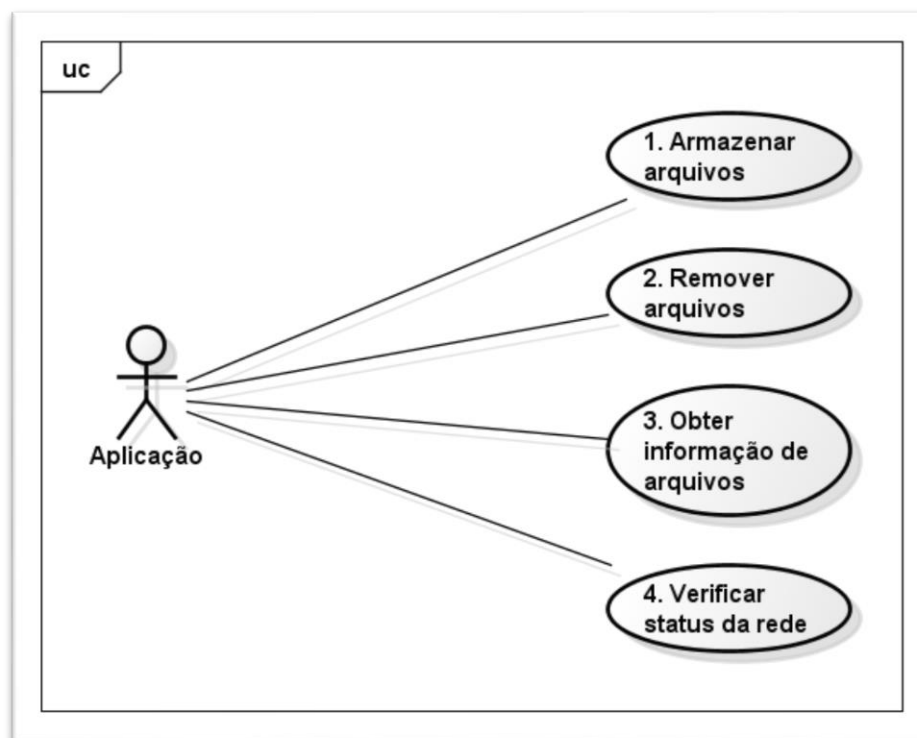 uc
1. Armazenar
arquivos
2. Remover
arquivos
3. Obter
informação de
arquivos
Aplicação
4. Verificar
status da rede